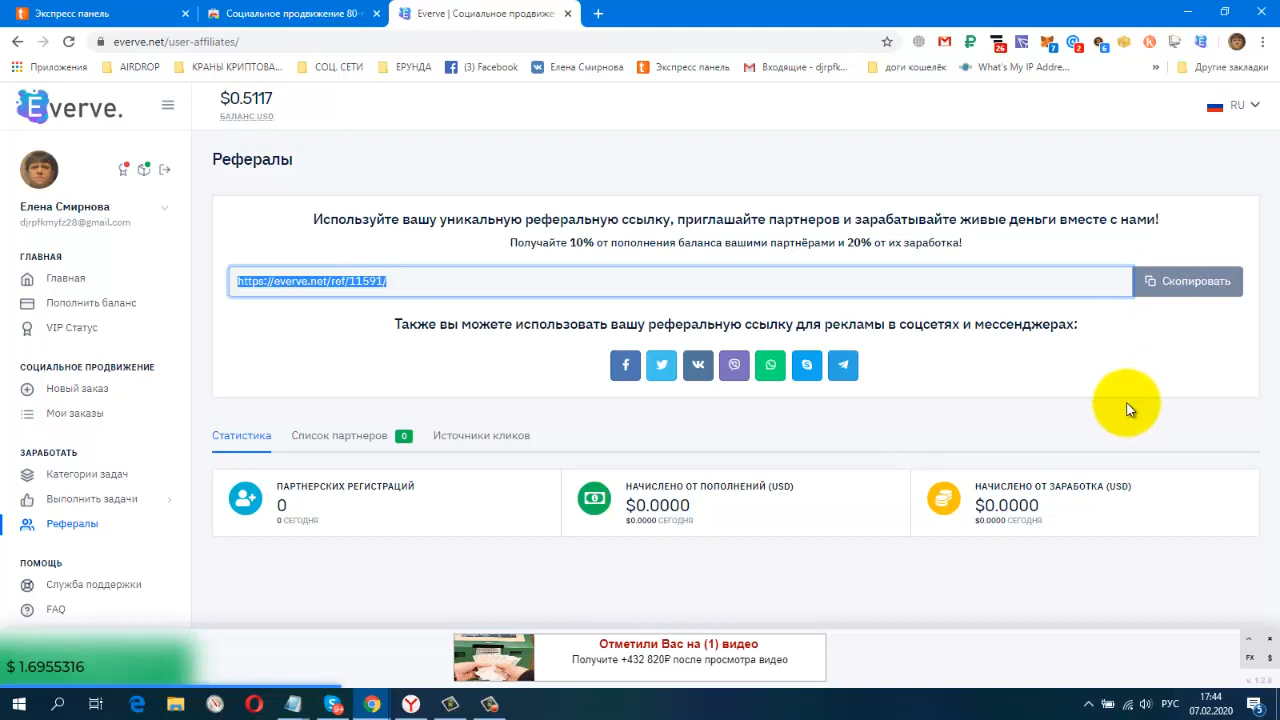 Экспресс панель
Социальное продвижение 80-
Everve | Социальное продвиже
everve.net/user-affiliates/
26
7
2
6
Приложения
AIRDROP
КРАНЫ КРИПТОВА...
СОЦ. СЕТИ
ЕРУНДА
(3) Facebook
Елена Смирнова
Экспресс панель
Входящие - djrpfk...
доги кошелёк
What's My IP Addre...
»
Другие закладки
Everve.
$0.5117
БАЛАНС USD
RU
Елена Смирнова
djrpfkmyfz28@gmail.com
ГЛАВНАЯ
Главная
Пополнить баланс
VIP Статус
СОЦИАЛЬНОЕ ПРОДВИЖЕНИЕ
Новый заказ
Мои заказы
ЗАРАБОТАТЬ
Категории задач
Выполнить задачи
Рефералы
ПОМОЩЬ
Служба поддержки
FAQ
Рефералы
Используйте вашу уникальную реферальную ссылку, приглашайте партнеров и зарабатывайте живые деньги вместе с нами!
Получайте 10% от пополнения баланса вашими партнёрами и 20% от их заработка!
https://everve.net/ref/11591/
Скопировать
Также вы можете использовать вашу реферальную ссылку для рекламы в соцсетях и мессенджерах:
Статистика
Список партнеров 0
Источники кликов
ПАРТНЕРСКИХ РЕГИСТРАЦИЙ
0
0 СЕГОДНЯ
НАЧИСЛЕНО ОТ ПОПОЛНЕНИЙ (USD)
$0.0000
$0.0000 СЕГОДНЯ
НАЧИСЛЕНО ОТ ЗАРАБОТКА (USD)
$0.0000
$0.0000 СЕГОДНЯ
$ 1.6955316
Отметили Вас на (1) видео
Получите +432 820₽ после просмотра видео
FX $
v. 1.2.8
РУС
17:44
07.02.2020